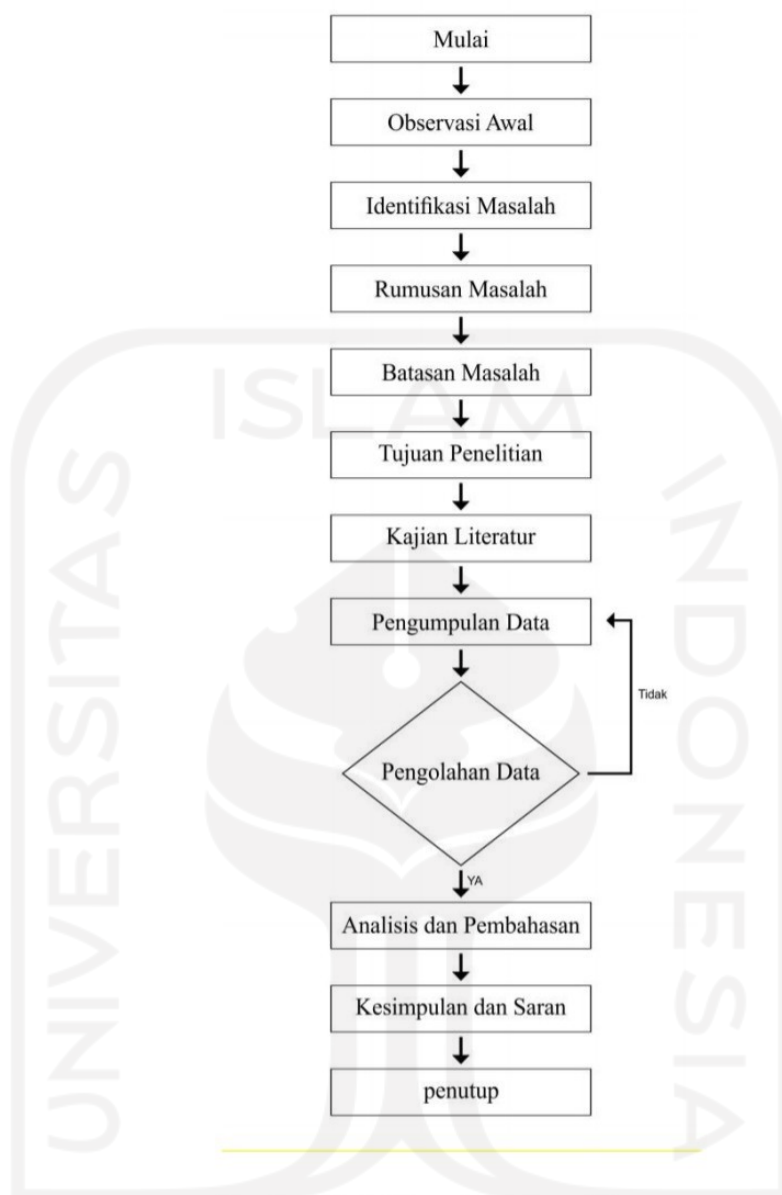 Mulai
Observasi Awal
Identifikasi Masalah
Rumusan Masalah
Batasan Masalah
ISLAM
Tujuan Penelitian
Kajian Literatur
Pengumpulan Data
Tidak
Pengolahan Data
YA
Analisis dan Pembahasan
Kesimpulan dan Saran
penutup
UNIVERSITAS
INDONESIA